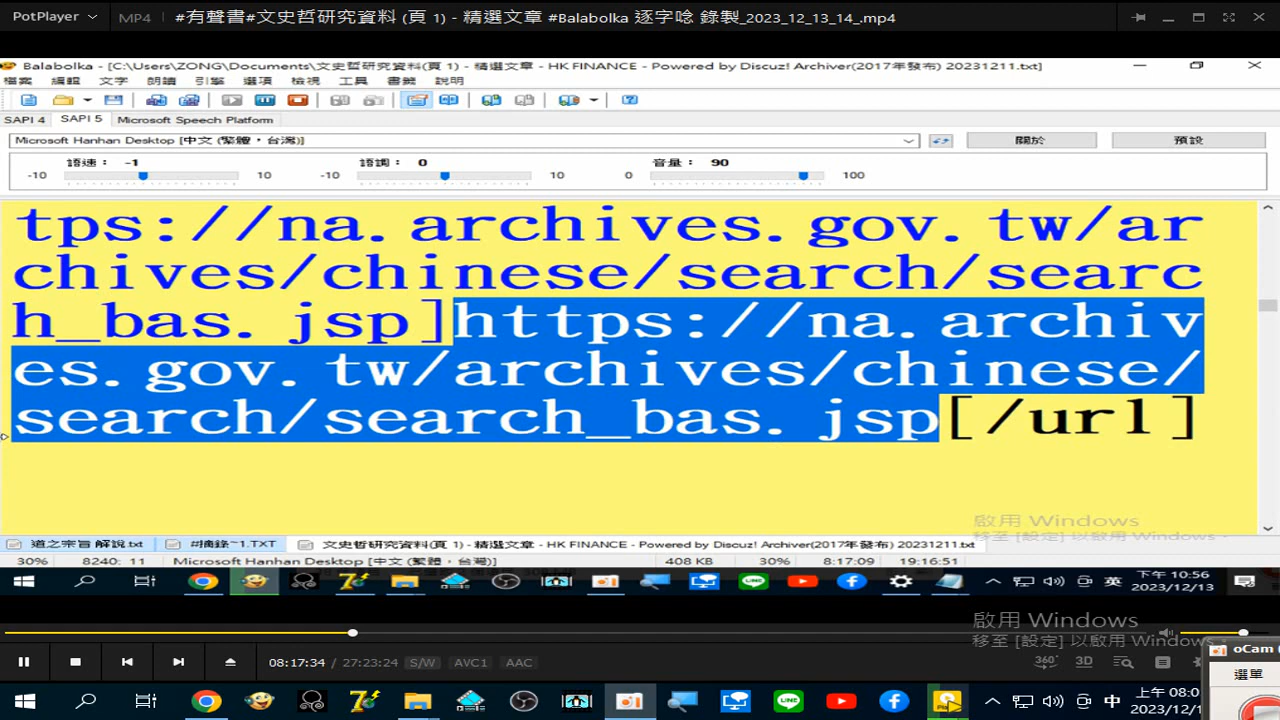 PotPlayer MP4 #有聲書#文史哲研究資料 (頁 1) - 精選文章 #Balabolka 逐字唸 錄製_2023_12_13_14_.mp4
Balabolka - [C:\Users\ZONG\Documents\文史哲研究資料(頁 1) - 精選文章 - HK FINANCE - Powered by Discuz! Archiver(2017年發布) 20231211.txt]
檔案 編輯 文字 朗讀 引擎 選項 檢視 工具 書籤 說明
SAPI 4 SAPI 5 Microsoft Speech Platform
Microsoft Hanhan Desktop [中文 (繁體，台灣)] 關於 預設
語速： -1 語調： 0 音量： 90
-10 10 -10 10 0 100
tps://na.archives.gov.tw/ar
chives/chinese/search/searc
h_bas.jsp]https://na.archiv
es.gov.tw/archives/chinese/
search/search_bas.jsp[/url]
啟用 Windows
移至 [設定] 以啟用 Windows。
道之宗旨 解說.txt #摘錄~1.TXT 文史哲研究資料(頁 1) - 精選文章 - HK FINANCE - Powered by Discuz! Archiver(2017年發布) 20231211.txt
30% 8240: 11 Microsoft Hanhan Desktop [中文 (繁體，台灣)] 408 KB 30% 8:17:09 19:16:51
英 下午 10:56
2023/12/13
啟用 Windows
移至 [設定] 以啟用 Windows。
08:17:34 / 27:23:24 S/W AVC1 AAC 360° 3D
oCam (
選單
中 上午 08:0
2023/12/1